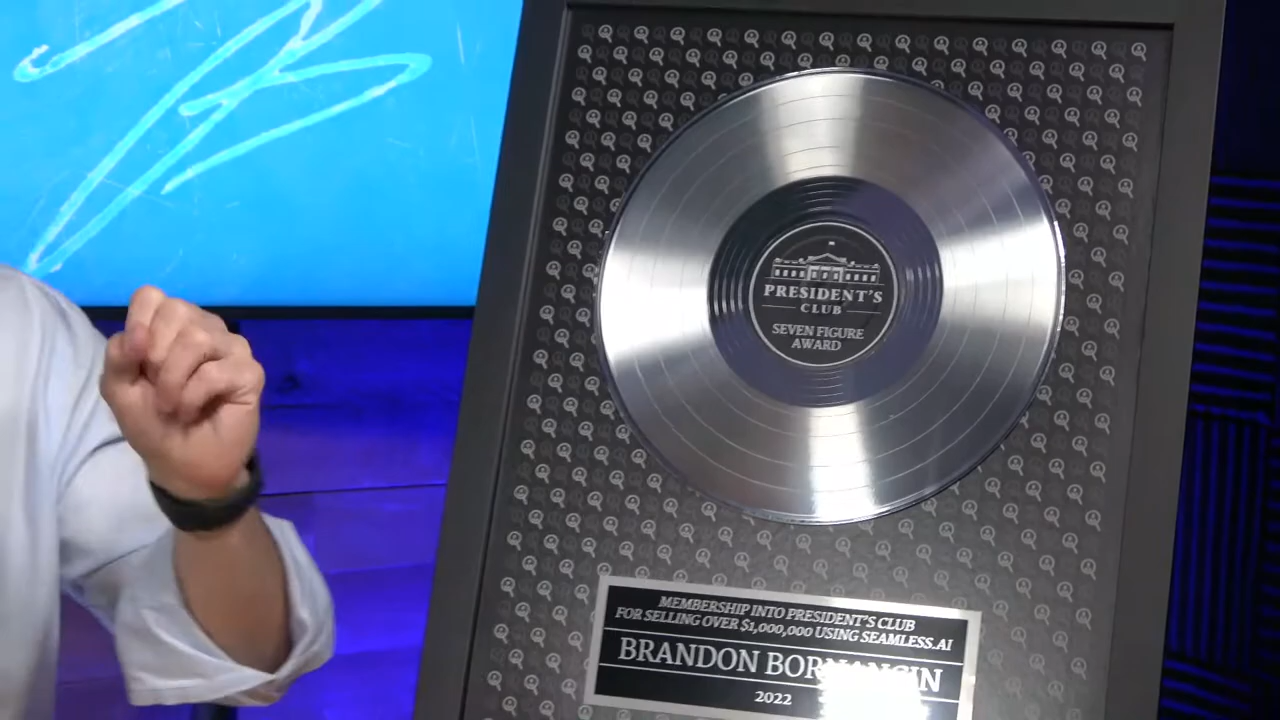 PRESIDENT'S
CLUB
SEVEN FIGURE
AWARD
MEMBERSHIP INTO PRESIDENT'S CLUB
FOR SELLING OVER $1,000,000 USING SEAMLESS.AI
BRANDON BORNANCIN
2022